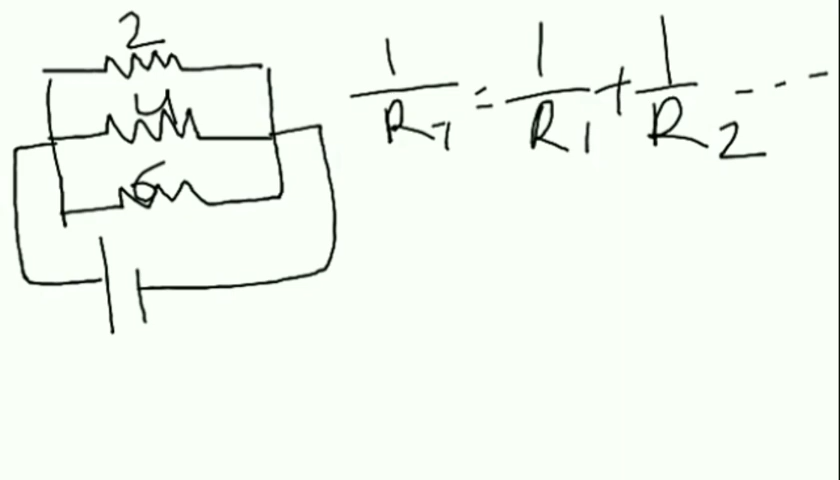 2
4
6
1/R_T = 1/R_1 + 1/R_2 ----